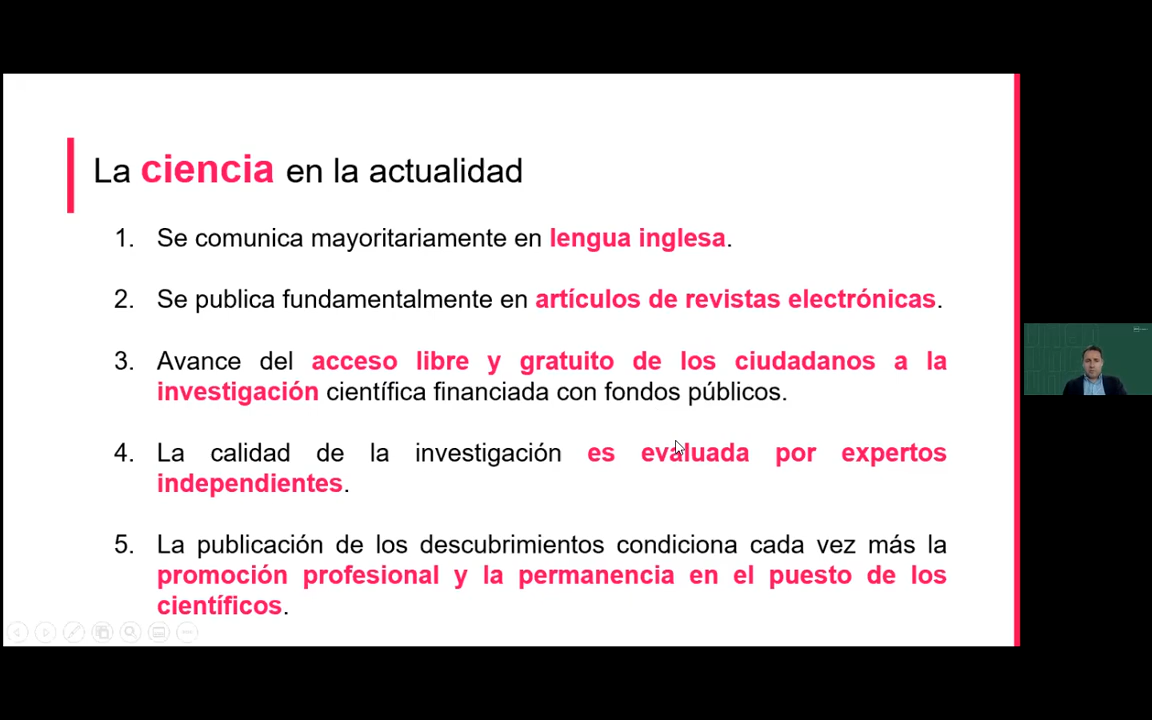 La ciencia en la actualidad
1. Se comunica mayoritariamente en lengua inglesa.
2. Se publica fundamentalmente en artículos de revistas electrónicas.
3. Avance del acceso libre y gratuito de los ciudadanos a la
investigación científica financiada con fondos públicos.
4. La calidad de la investigación es evaluada por expertos
independientes.
5. La publicación de los descubrimientos condiciona cada vez más la
promoción profesional y la permanencia en el puesto de los
científicos.